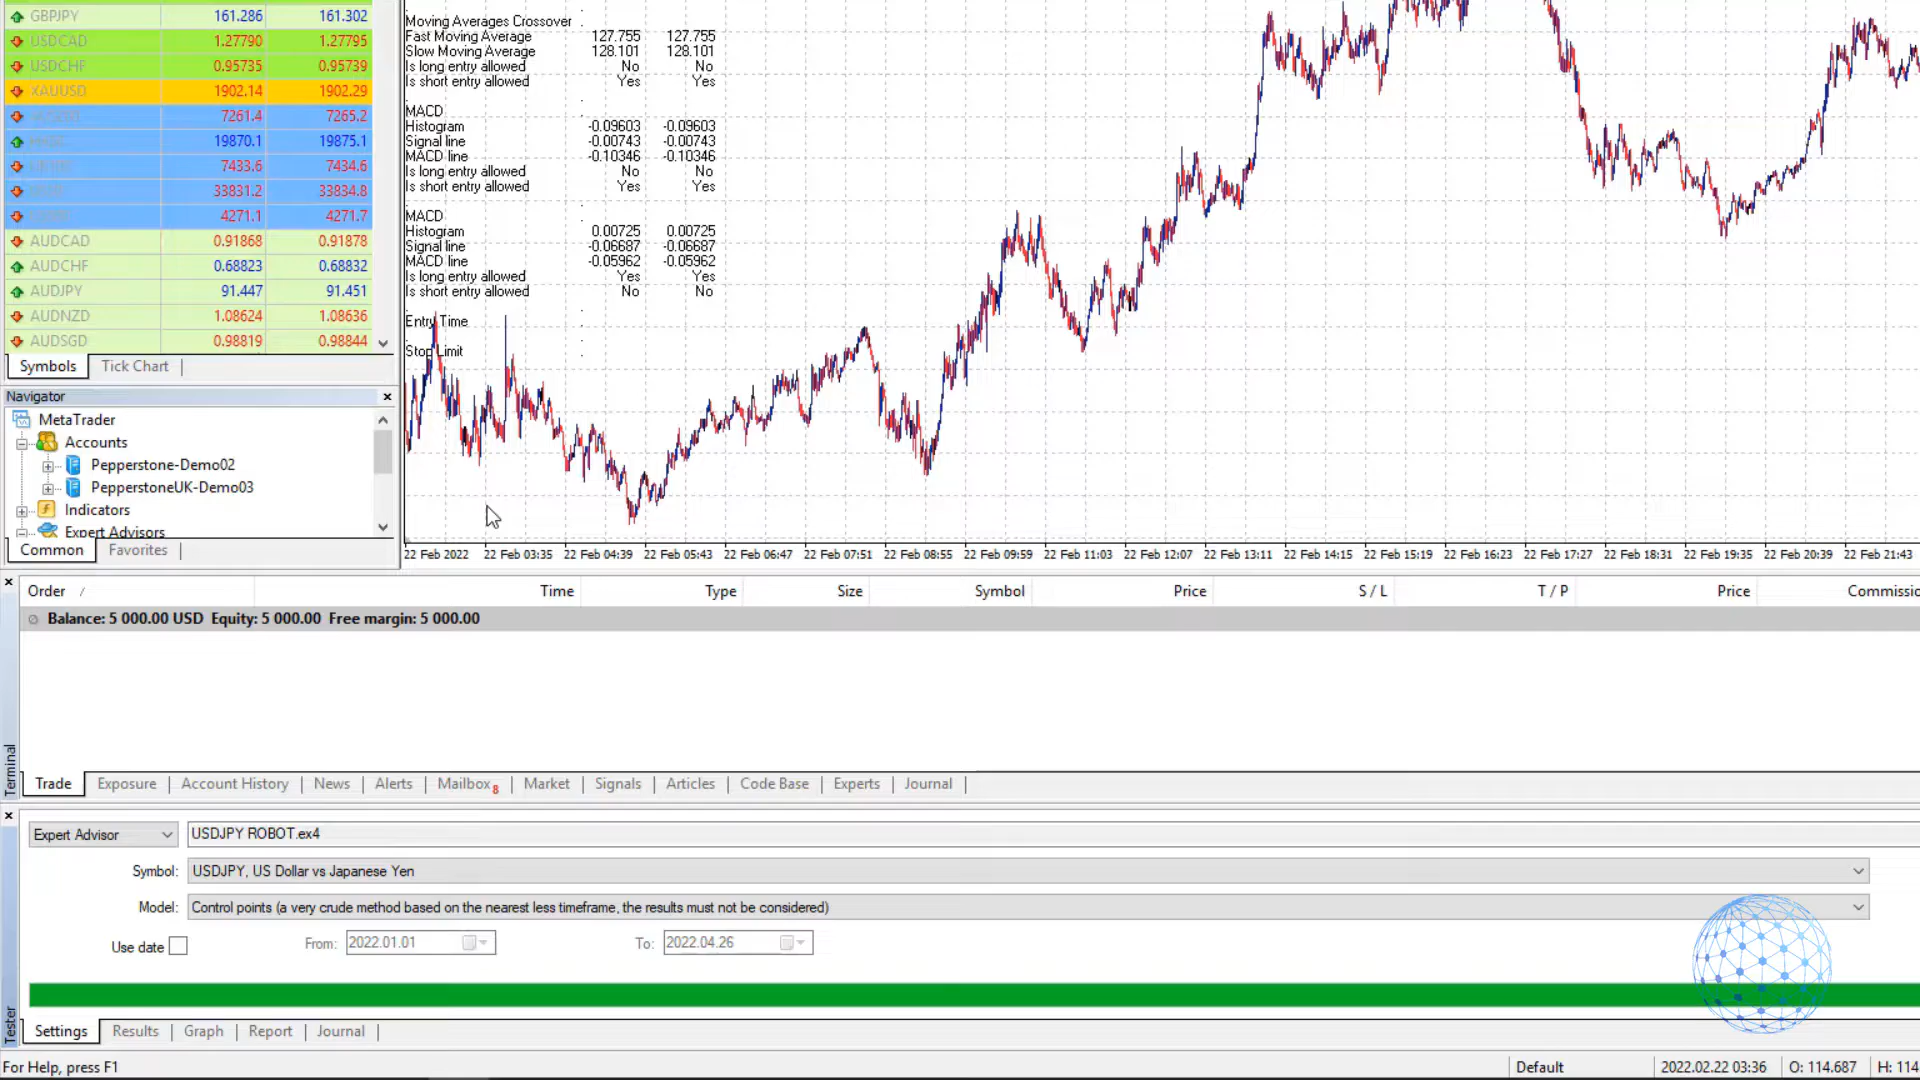 GBPJPY 161.286 161.302
USDCAD 1.27790 1.27795
USDCHF 0.95735 0.95739
XAUUSD 1902.14 1902.29
7261.4 7265.2
19870.1 19875.1
7433.6 7434.6
33831.2 33834.8
4271.1 4271.7
AUDCAD 0.91868 0.91878
AUDCHF 0.68823 0.68832
AUDJPY 91.447 91.451
AUDNZD 1.08624 1.08636
AUDSGD 0.98819 0.98844
Symbols Tick Chart
Navigator
MetaTrader
Accounts
Pepperstone-Demo02
PepperstoneUK-Demo03
Indicators
Expert Advisors
Common Favorites
Moving Averages Crossover
Fast Moving Average 127.755 127.755
Slow Moving Average 128.101 128.101
Is long entry allowed No No
Is short entry allowed Yes Yes
MACD
Histogram -0.09603 -0.09603
Signal line -0.00743 -0.00743
MACD line -0.10346 -0.10346
Is long entry allowed No No
Is short entry allowed Yes Yes
MACD
Histogram 0.00725 0.00725
Signal line -0.06687 -0.06687
MACD line -0.05962 -0.05962
Is long entry allowed Yes Yes
Is short entry allowed No No
Entry Time
Stop Limit
22 Feb 2022 22 Feb 03:35 22 Feb 04:39 22 Feb 05:43 22 Feb 06:47 22 Feb 07:51 22 Feb 08:55 22 Feb 09:59 22 Feb 11:03 22 Feb 12:07 22 Feb 13:11 22 Feb 14:15 22 Feb 15:19 22 Feb 16:23 22 Feb 17:27 22 Feb 18:31 22 Feb 19:35 22 Feb 20:39 22 Feb 21:43
Order / Time Type Size Symbol Price S / L T / P Price Commissio
Balance: 5 000.00 USD Equity: 5 000.00 Free margin: 5 000.00
Terminal
Trade Exposure Account History News Alerts Mailbox 8 Market Signals Articles Code Base Experts Journal
Expert Advisor USDJPY ROBOT.ex4
Symbol: USDJPY, US Dollar vs Japanese Yen
Model: Control points (a very crude method based on the nearest less timeframe, the results must not be considered)
Use date From: 2022.01.01 To: 2022.04.26
Tester
Settings Results Graph Report Journal
For Help, press F1 Default 2022.02.22 03:36 O: 114.687 H: 114